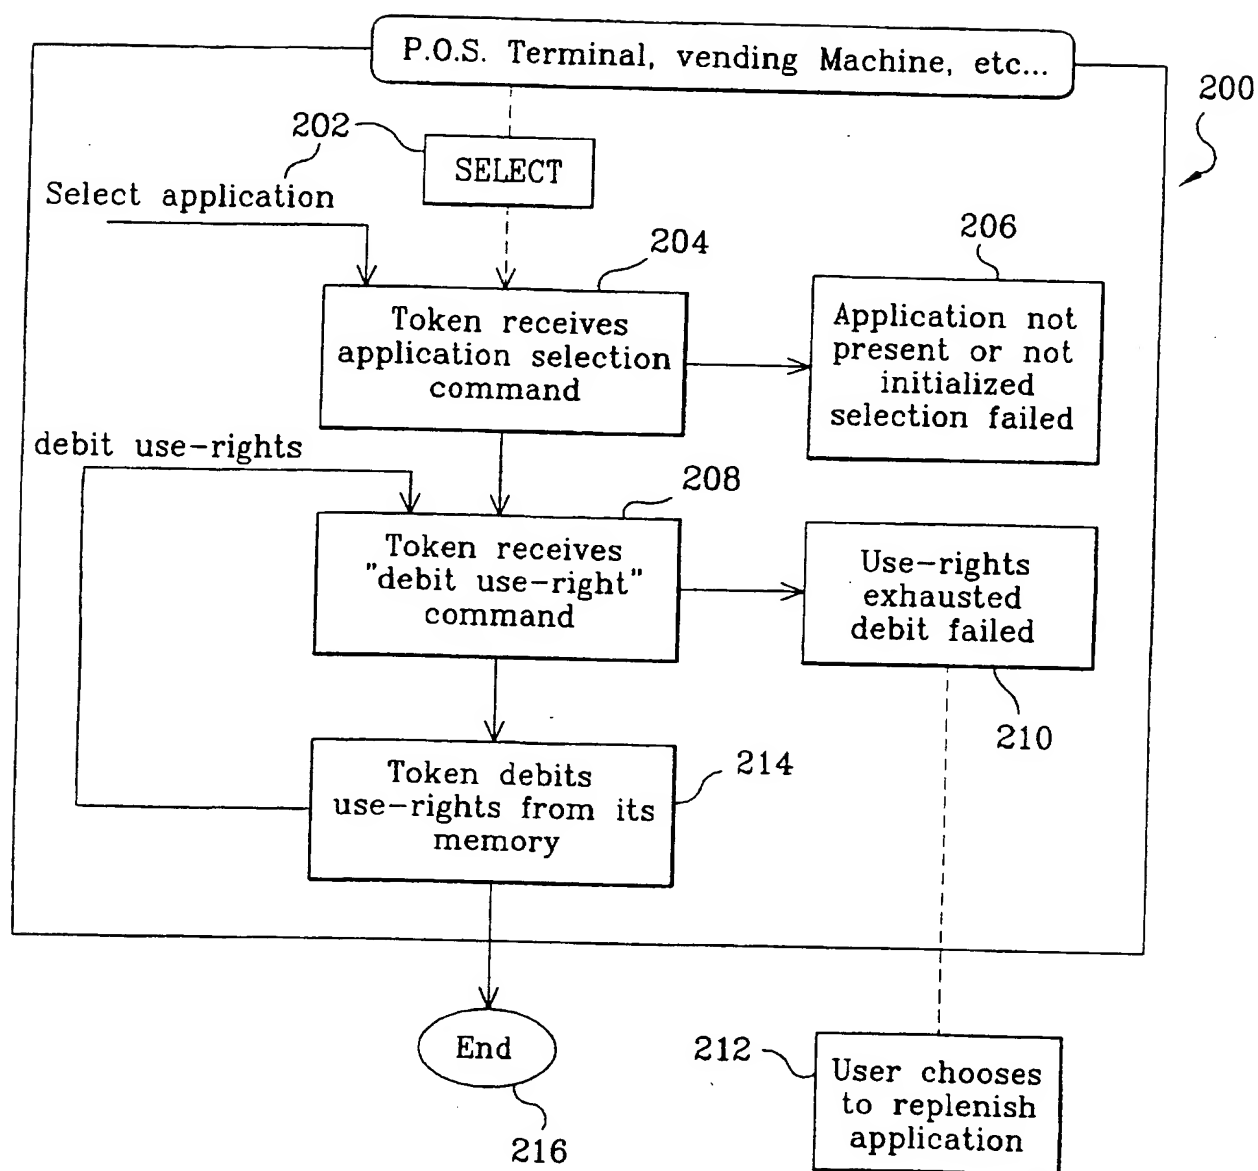 P.O.S. Terminal, vending Machine, etc...
200
202
SELECT
Select application
204
206
Token receives
application selection
command
Application not
present or not
initialized
selection failed
debit use-rights
208
Token receives
"debit use-right"
command
Use-rights
exhausted
debit failed
210
Token debits
use-rights from its
memory
214
End
216
212
User chooses
to replenish
application